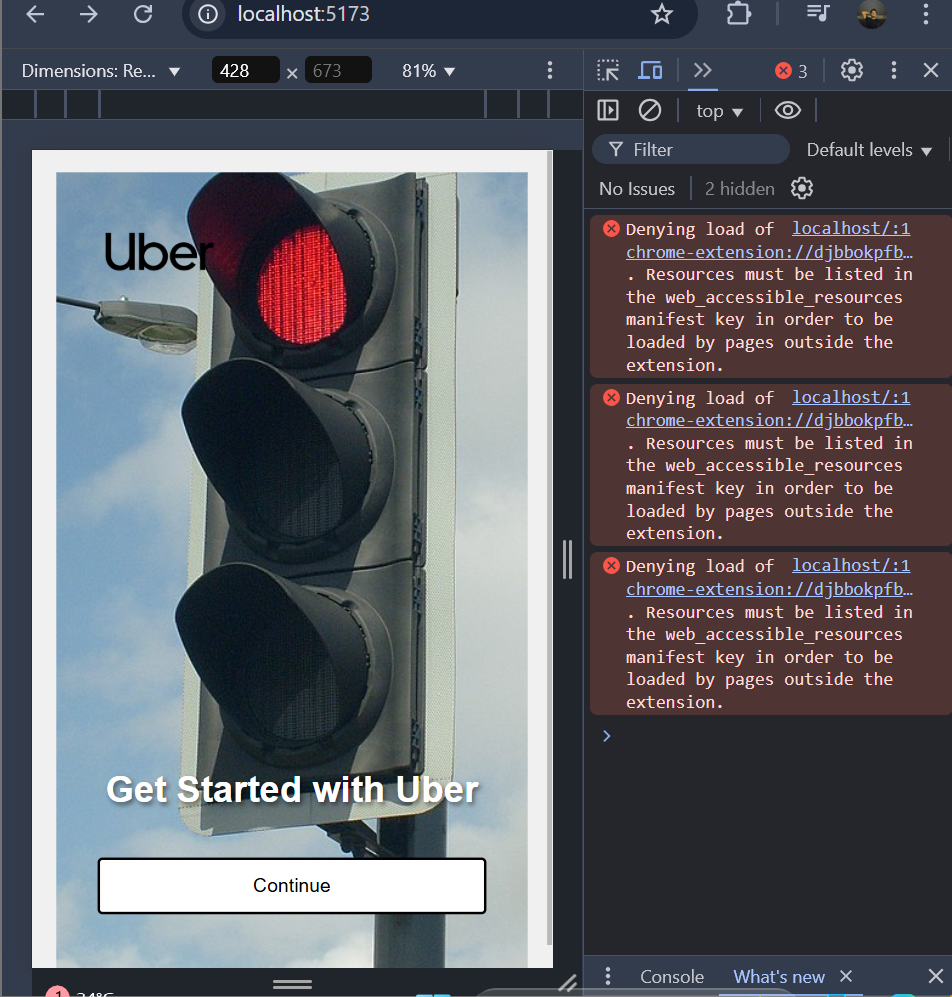 localhost:5173
Dimensions: Re... ▼ 428 × 673 81% ▼
3
top ▼
Filter Default levels ▼
No Issues 2 hidden
Uber
Get Started with Uber
Continue
Denying load of localhost/:1
chrome-extension://djbbokpfb…
. Resources must be listed in
the web_accessible_resources
manifest key in order to be
loaded by pages outside the
extension.
Denying load of localhost/:1
chrome-extension://djbbokpfb…
. Resources must be listed in
the web_accessible_resources
manifest key in order to be
loaded by pages outside the
extension.
Denying load of localhost/:1
chrome-extension://djbbokpfb…
. Resources must be listed in
the web_accessible_resources
manifest key in order to be
loaded by pages outside the
extension.
Console What's new